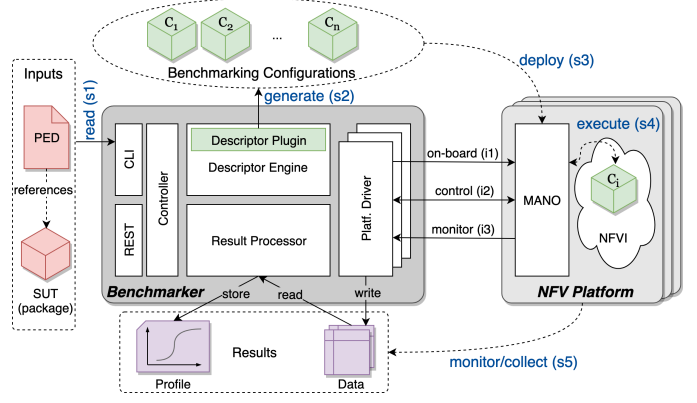 C1
C2
...
Cn
Benchmarking Configurations
Inputs
PED
references
SUT
(package)
read (s1)
generate (s2)
deploy (s3)
execute (s4)
CLI
REST
Controller
Descriptor Plugin
Descriptor Engine
Result Processor
Platf. Driver
Benchmarker
on-board (i1)
control (i2)
monitor (i3)
MANO
Ci
NFVI
NFV Platform
store
read
write
Results
Profile
Data
monitor/collect (s5)